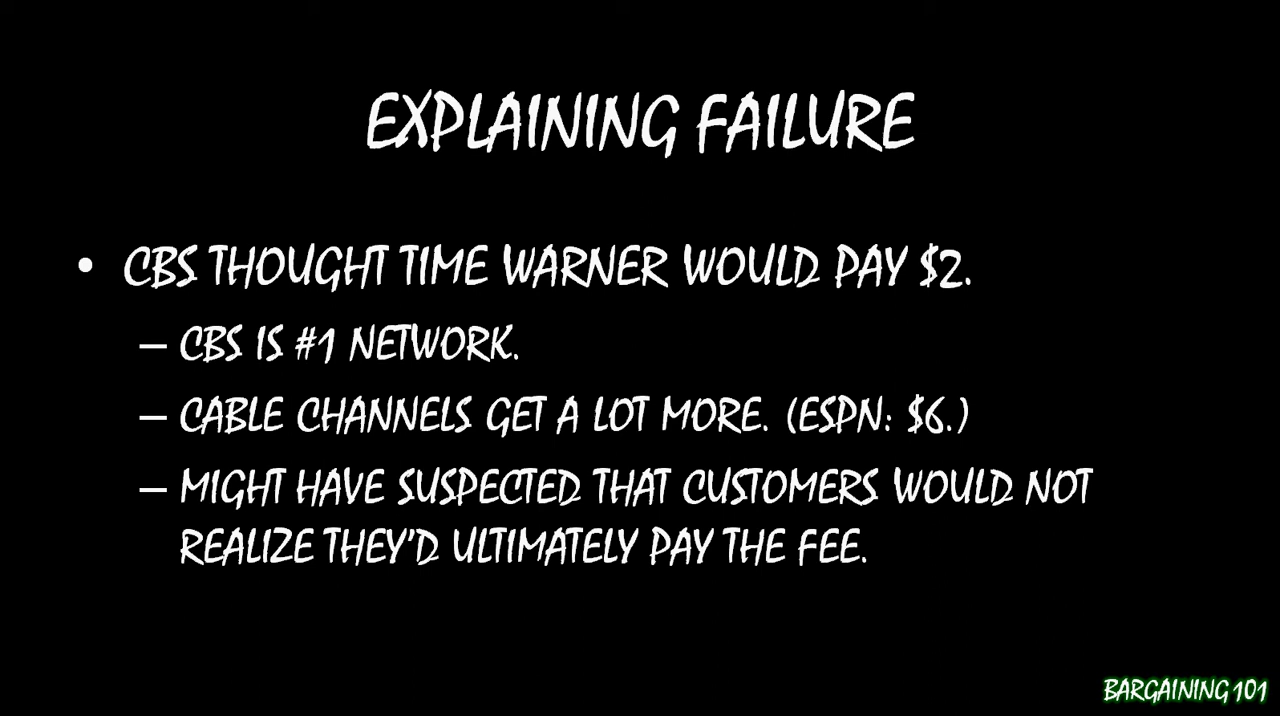 EXPLAINING FAILURE
• CBS THOUGHT TIME WARNER WOULD PAY $2.
– CBS IS #1 NETWORK.
– CABLE CHANNELS GET A LOT MORE. (ESPN: $6.)
– MIGHT HAVE SUSPECTED THAT CUSTOMERS WOULD NOT
REALIZE THEY'D ULTIMATELY PAY THE FEE.
BARGAINING 101